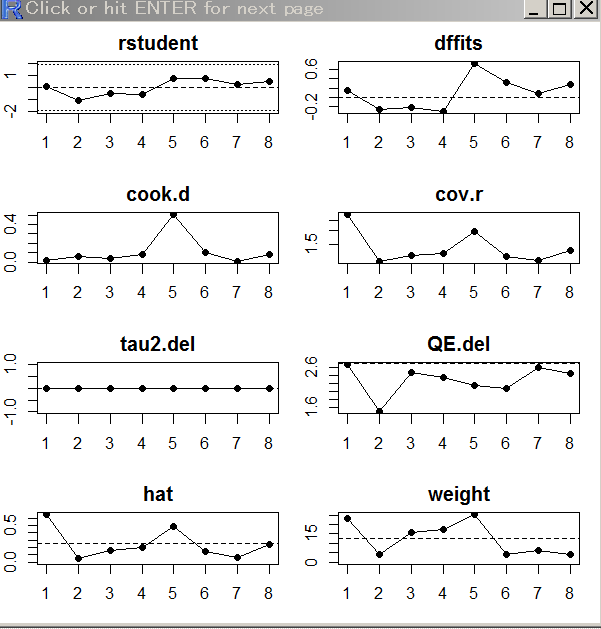 Click or hit ENTER for next page
rstudent
dffits
1
-2
0.6
-0.2
1 2 3 4 5 6 7 8
1 2 3 4 5 6 7 8
cook.d
cov.r
0.4
0.0
1.5
1 2 3 4 5 6 7 8
1 2 3 4 5 6 7 8
tau2.del
QE.del
1.0
-1.0
2.6
1.6
1 2 3 4 5 6 7 8
1 2 3 4 5 6 7 8
hat
weight
0.5
0.0
15
0
1 2 3 4 5 6 7 8
1 2 3 4 5 6 7 8